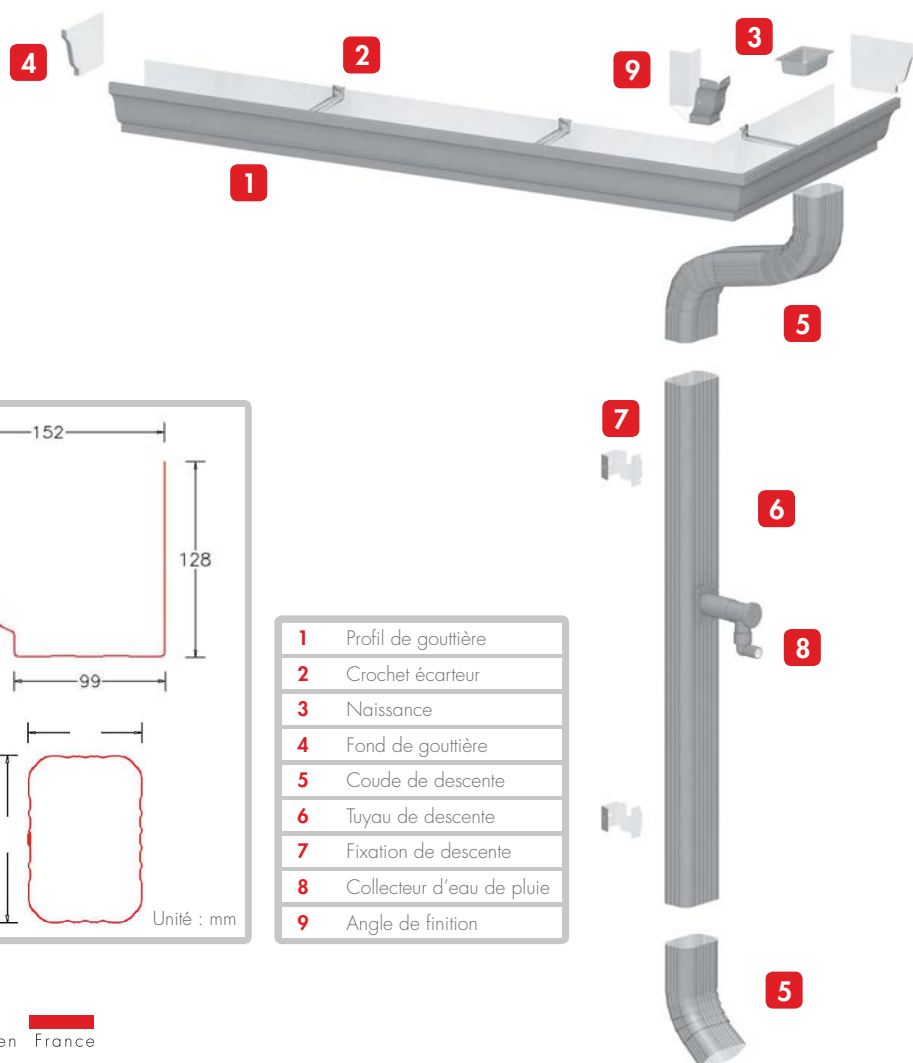 4
2
3
9
1
5
7
6
8
5
152
128
99
Unité : mm
1 Profil de gouttière
2 Crochet écarteur
3 Naissance
4 Fond de gouttière
5 Coude de descente
6 Tuyau de descente
7 Fixation de descente
8 Collecteur d'eau de pluie
9 Angle de finition
en France